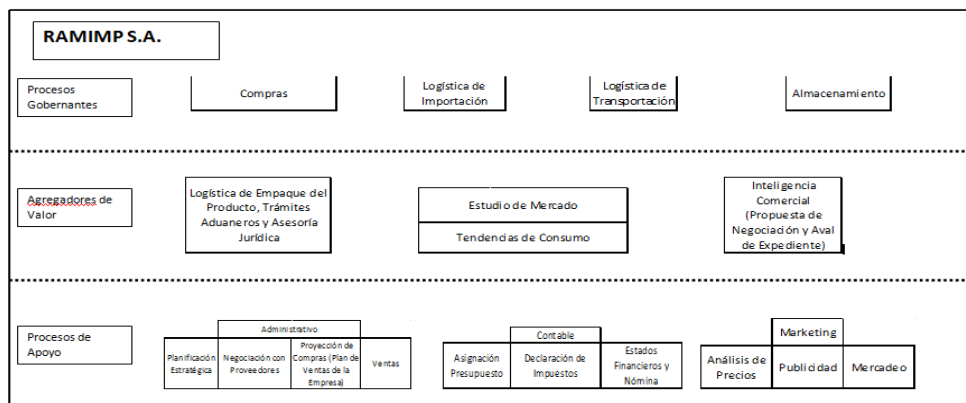 RAMIMP S.A.
Procesos
Gobernantes
Compras
Logística de
Importación
Logística de
Transportación
Almacenamiento
Agregadores de
Valor
Logística de Empaque del
Producto, Trámites
Aduaneros y Asesoría
Jurídica
Estudio de Mercado
Tendencias de Consumo
Inteligencia
Comercial
(Propuesta de
Negociación y Aval
de Expediente)
Procesos de
Apoyo
Administrativo
Planificación
Estratégica
Negociación con
Proveedores
Proyección de
Compras (Plan de
Ventas de la
Empresa)
Ventas
Contable
Asignación
Presupuesto
Declaración de
Impuestos
Estados
Financieros y
Nómina
Marketing
Análisis de
Precios
Publicidad
Mercadeo